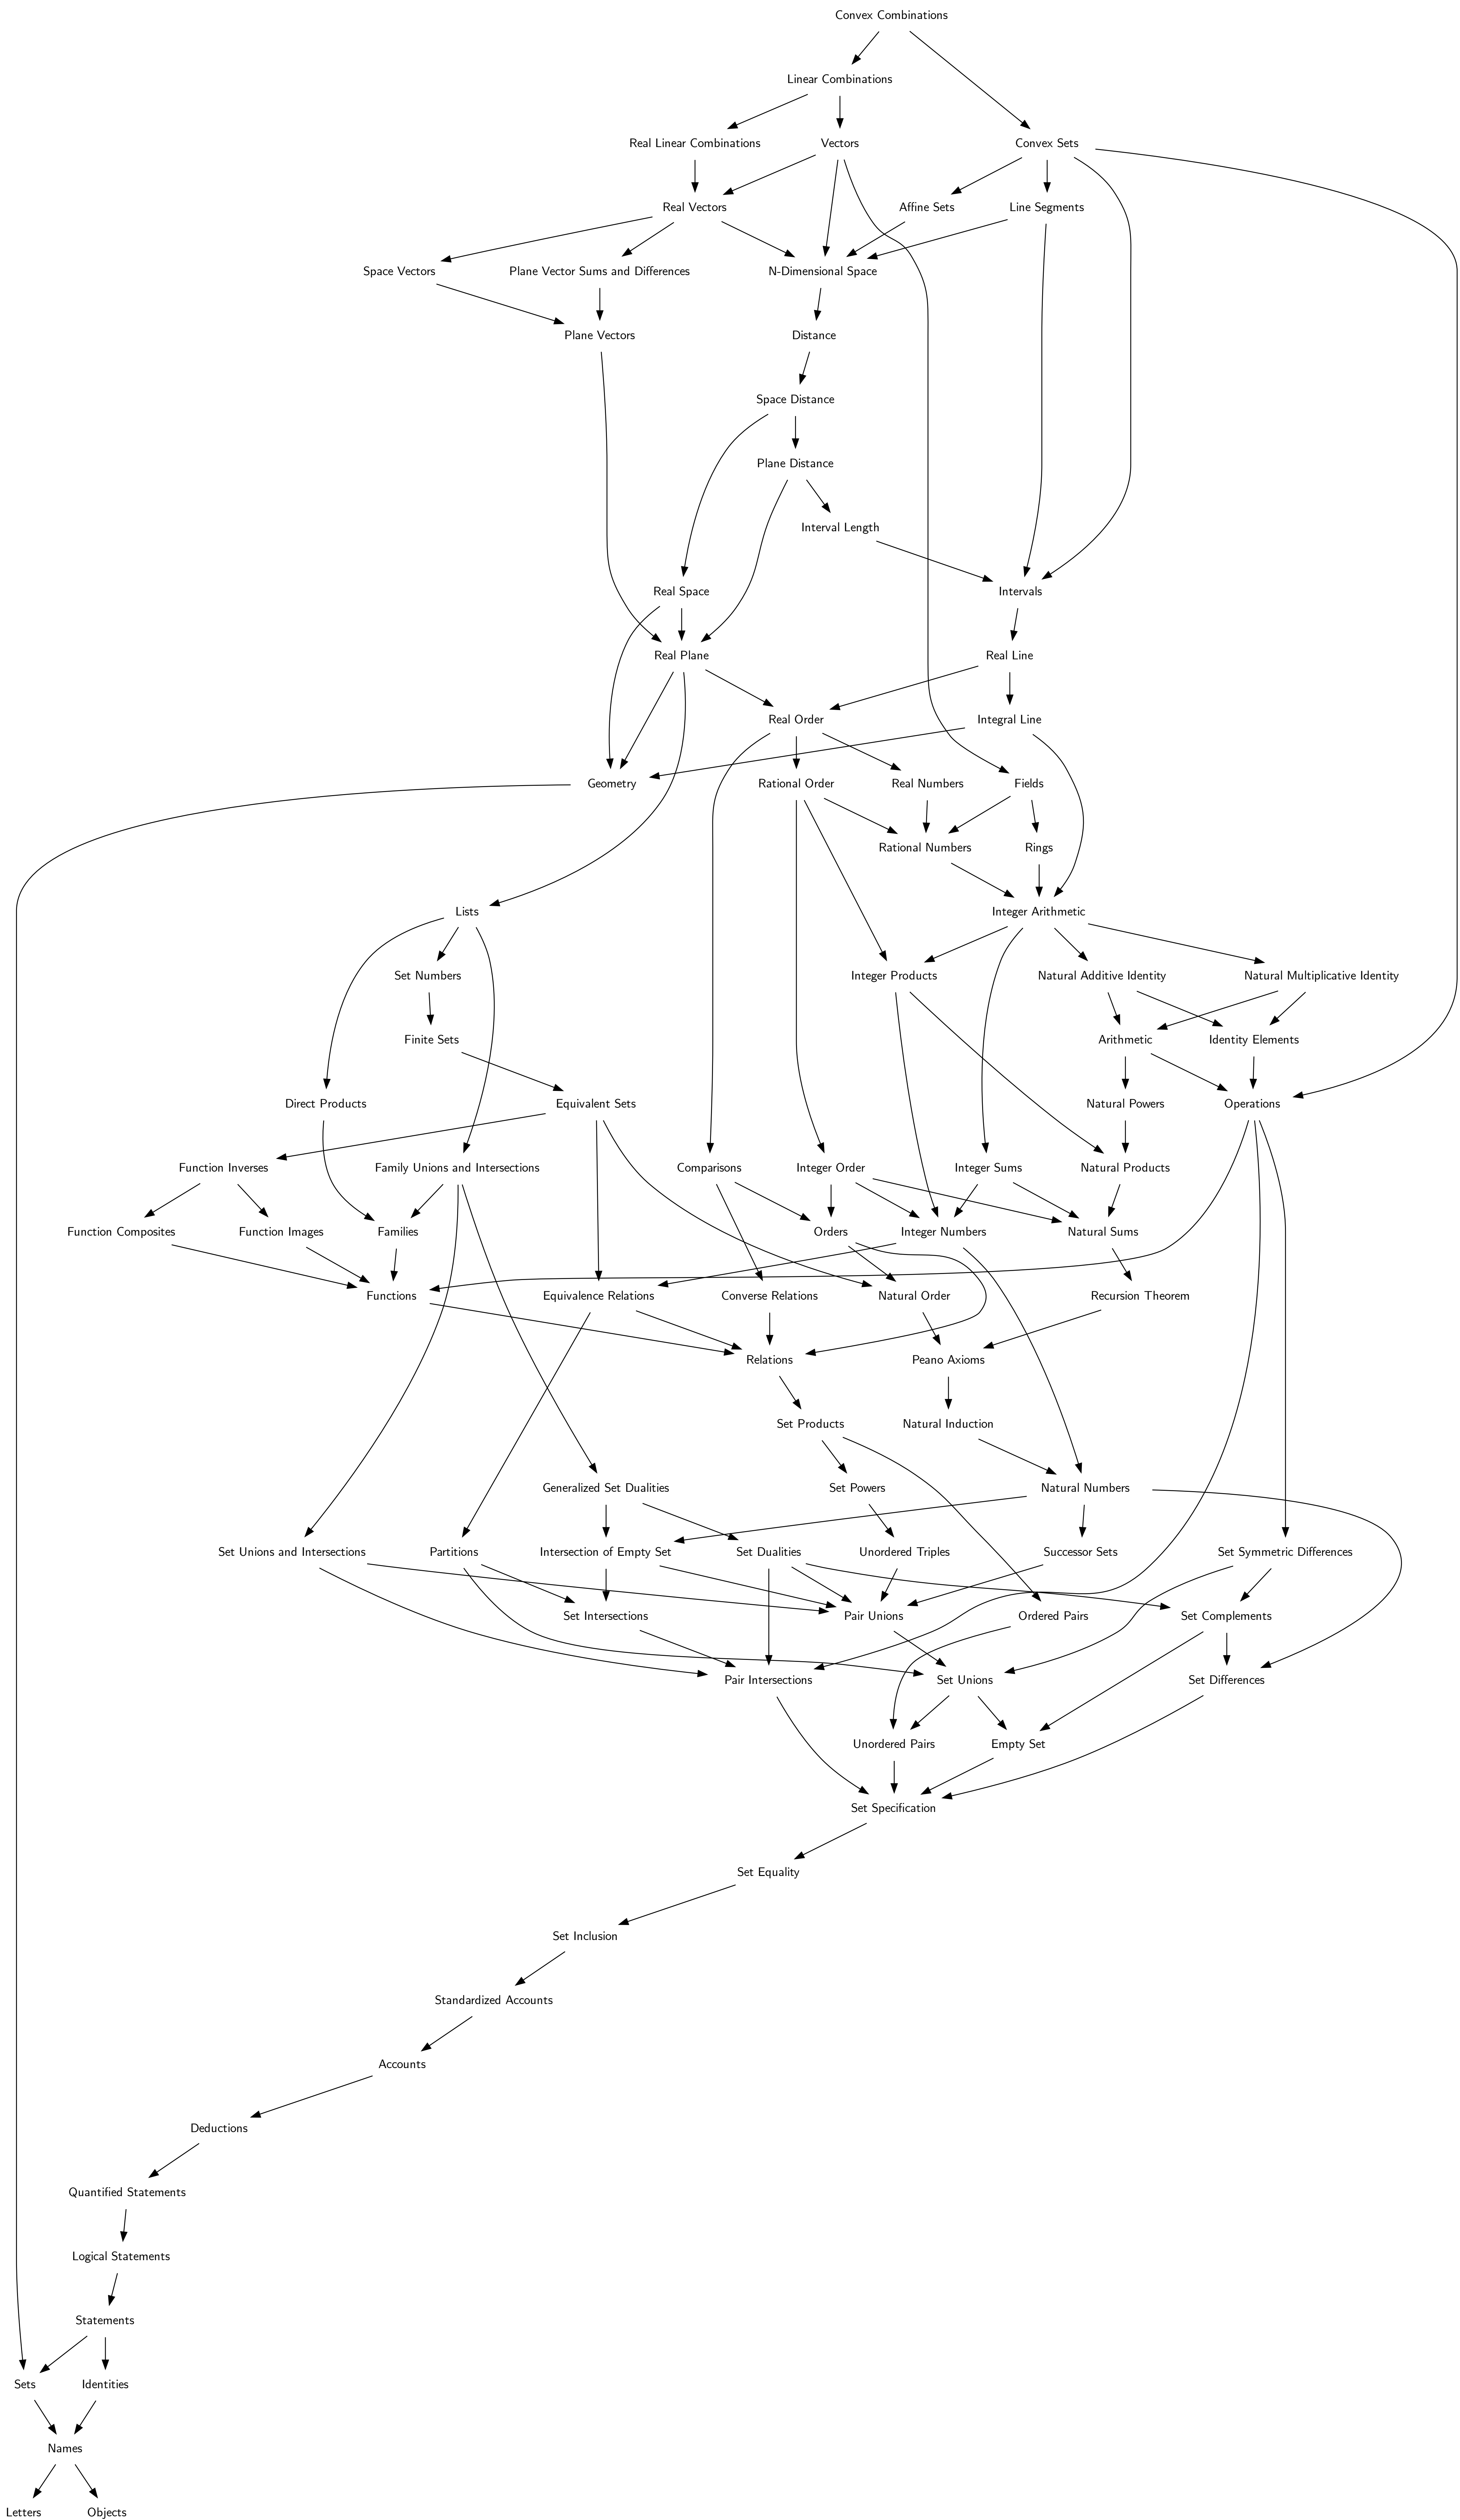 Convex Combinations
Linear Combinations
Real Linear Combinations
Vectors
Convex Sets
Real Vectors
Affine Sets
Line Segments
Space Vectors
Plane Vector Sums and Differences
N-Dimensional Space
Plane Vectors
Distance
Space Distance
Plane Distance
Interval Length
Real Space
Intervals
Real Plane
Real Line
Real Order
Integral Line
Geometry
Rational Order
Real Numbers
Fields
Rational Numbers
Rings
Lists
Integer Arithmetic
Set Numbers
Integer Products
Natural Additive Identity
Natural Multiplicative Identity
Finite Sets
Arithmetic
Identity Elements
Direct Products
Equivalent Sets
Natural Powers
Operations
Function Inverses
Family Unions and Intersections
Comparisons
Integer Order
Integer Sums
Natural Products
Function Composites
Function Images
Families
Orders
Integer Numbers
Natural Sums
Functions
Equivalence Relations
Converse Relations
Natural Order
Recursion Theorem
Relations
Peano Axioms
Set Products
Natural Induction
Generalized Set Dualities
Set Powers
Natural Numbers
Set Unions and Intersections
Partitions
Intersection of Empty Set
Set Dualities
Unordered Triples
Successor Sets
Set Symmetric Differences
Set Intersections
Pair Unions
Ordered Pairs
Set Complements
Pair Intersections
Set Unions
Set Differences
Unordered Pairs
Empty Set
Set Specification
Set Equality
Set Inclusion
Standardized Accounts
Accounts
Deductions
Quantified Statements
Logical Statements
Statements
Sets
Identities
Names
Letters
Objects